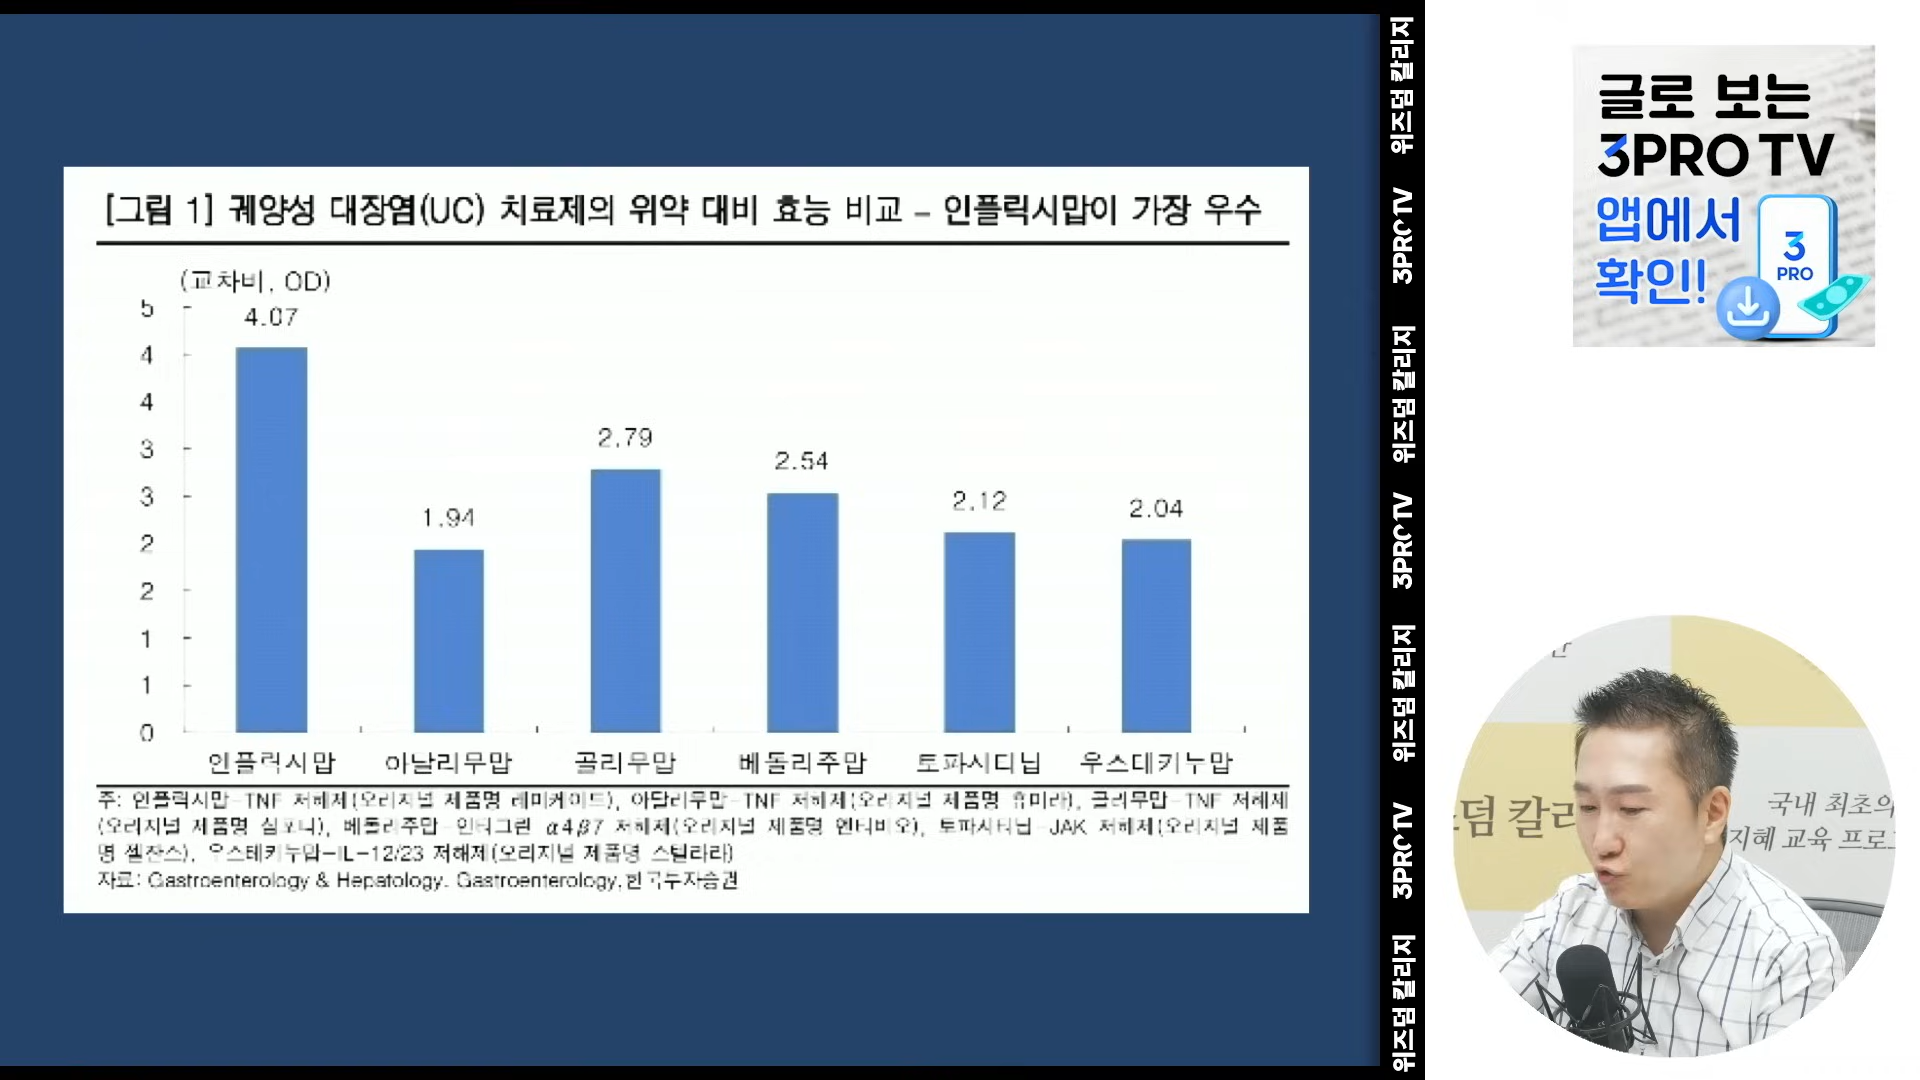 [그림 1] 궤양성 대장염(UC) 치료제의 위약 대비 효능 비교 – 인플릭시맙이 가장 우수
(교차비, OD)
5
4
4
3
3
2
2
1
1
0
4.07
1.94
2.79
2.54
2.12
2.04
인플릭시맙
아달리무맙
골리무맙
베돌리주맙
토파시티닙
우스테키누맙
주: 인플릭시맙-TNF 저해제(오리지널 제품명 레미케이드), 아달리무맙-TNF 저해제(오리지널 제품명 휴미라), 골리무맙-TNF 저해제
(오리지널 제품명 심포니), 베돌리주맙-인티그린 α4β7 저해제(오리지널 제품명 엔티비오), 토파시티닙-JAK 저해제(오리지널 제품
명 젤잔스), 우스테키누맙-IL-12/23 저해제(오리지널 제품명 스텔라라)
자료: Gastroenterology & Hepatology. Gastroenterology, 한국투자증권
위즈덤 칼리지
3PROTV
위즈덤 칼리지
3PROTV
위즈덤 칼리지
3PROTV
위즈덤 칼리지
글로 보는
3PRO TV
앱에서
확인!
3
PRO
덤 칼리
국내 최초의
지혜 교육 프로